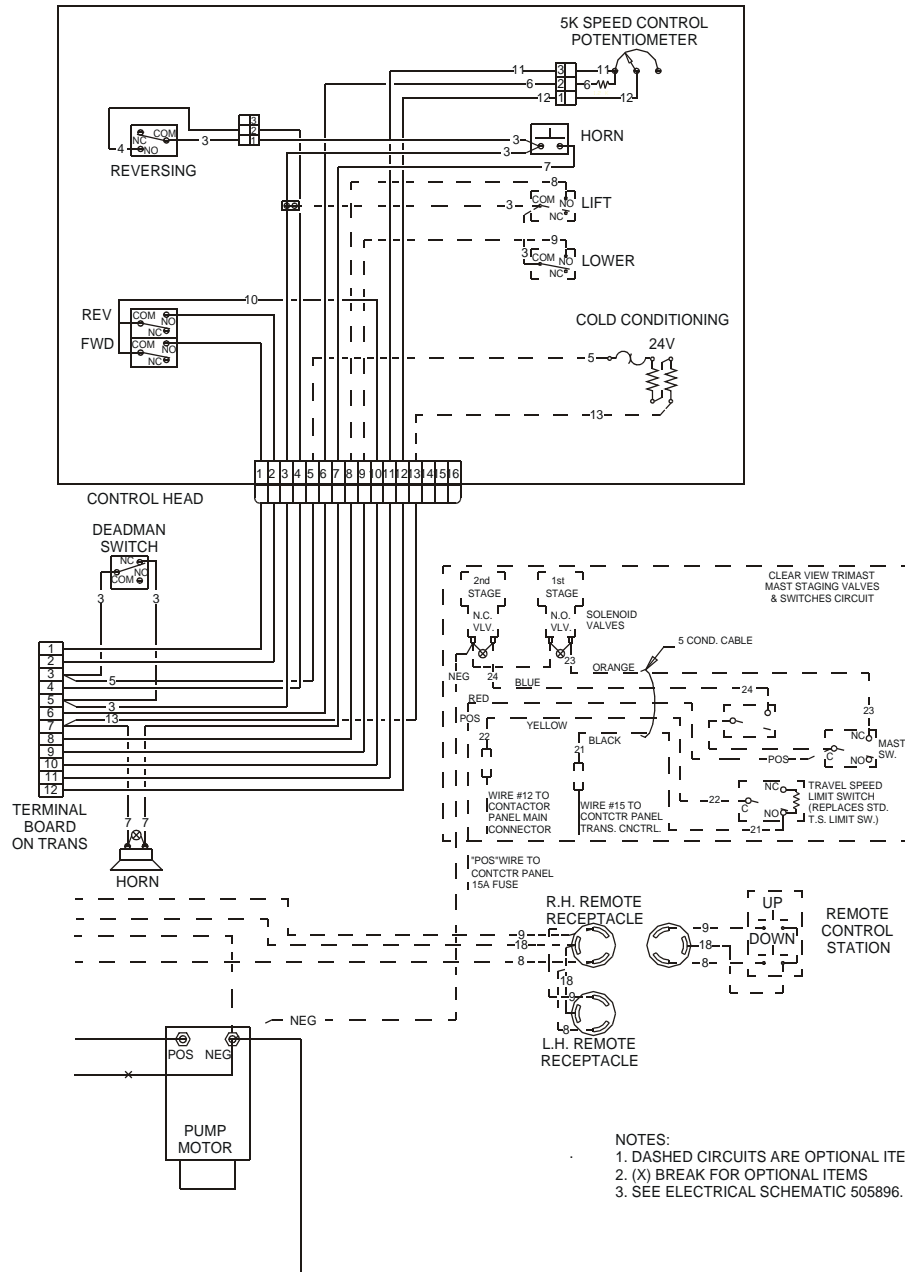 5K SPEED CONTROL
POTENTIOMETER
11 3 11
6 2 6
12 1 12
3
2
1
COM
NC
NO
4
3
REVERSING
3
3
HORN
7
8
COM NO
NC
3
LIFT
9
3
COM NO
NC
LOWER
10
REV
COM
NO
NC
FWD
COM
NO
NC
COLD CONDITIONING
24V
5
13
1 2 3 4 5 6 7 8 9 10 11 12 13 14 15 16
CONTROL HEAD
DEADMAN
SWITCH
NC
NO
COM
3 3
1
2
3
4
5
6
7
8
9
10
11
12
5
3
13
TERMINAL
BOARD
ON TRANS
7 7
HORN
CLEAR VIEW TRIMAST
MAST STAGING VALVES
& SWITCHES CIRCUIT
2nd
STAGE
1st
STAGE
N.C.
VLV.
N.O.
VLV.
SOLENOID
VALVES
5 COND. CABLE
NEG
24
23
ORANGE
BLUE
24
RED
23
POS
YELLOW
BLACK
22
21
NC
C
NO
MAST
SW.
POS
WIRE #12 TO
CONTACTOR
PANEL MAIN
CONNECTOR
WIRE #15 TO
CONTCTR PANEL
TRANS. CNCTRL.
22
NC
C
NO
21
TRAVEL SPEED
LIMIT SWITCH
(REPLACES STD.
T.S. LIMIT SW.)
"POS"WIRE TO
CONTCTR PANEL
15A FUSE
R.H. REMOTE
RECEPTACLE
9
18
8
18
9
8
L.H. REMOTE
RECEPTACLE
9
18
8
UP
DOWN
REMOTE
CONTROL
STATION
NEG
POS NEG
PUMP
MOTOR
NOTES:
1. DASHED CIRCUITS ARE OPTIONAL ITE
2. (X) BREAK FOR OPTIONAL ITEMS
3. SEE ELECTRICAL SCHEMATIC 505896.